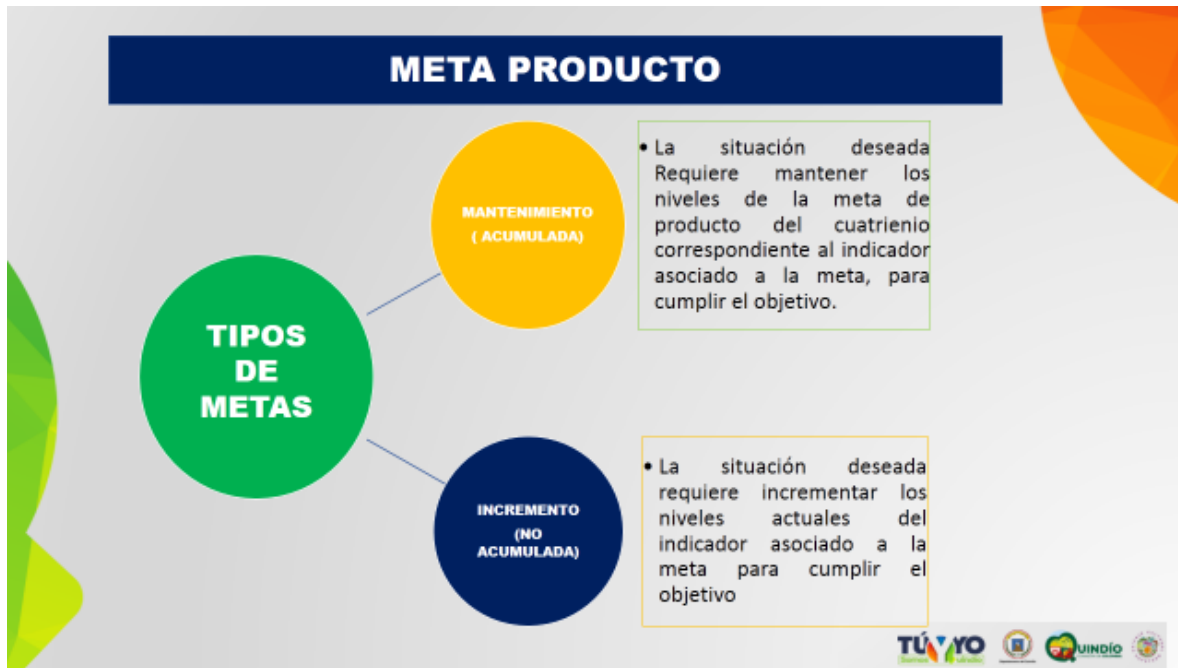 META PRODUCTO
MANTENIMIENTO
( ACUMULADA)
• La situación deseada
Requiere mantener los
niveles de la meta de
producto del cuatrienio
correspondiente al indicador
asociado a la meta, para
cumplir el objetivo.
TIPOS
DE
METAS
INCREMENTO
(NO
ACUMULADA)
• La situación deseada
requiere incrementar los
niveles actuales del
indicador asociado a la
meta para cumplir el
objetivo
TÚ Y YO
QUINDÍO